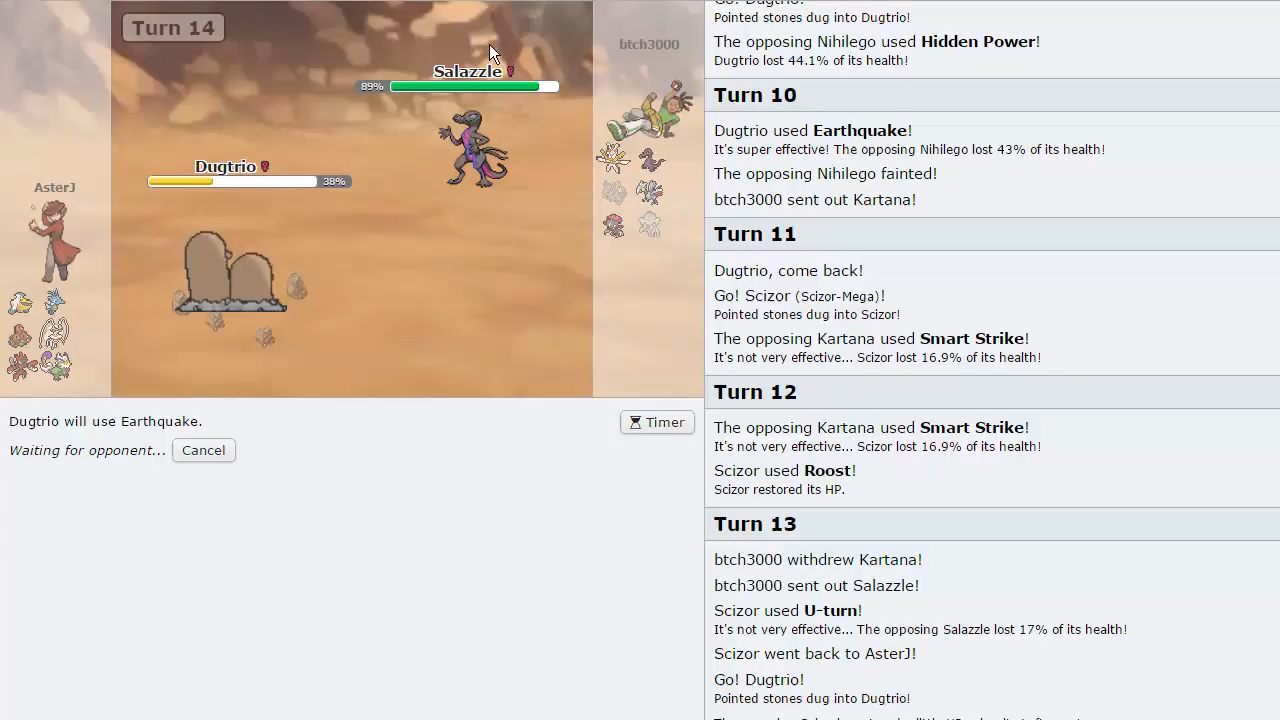 Turn 14
btch3000
Salazzle
89%
Dugtrio
38%
AsterJ
Dugtrio will use Earthquake.
Waiting for opponent...
Cancel
Timer
Pointed stones dug into Dugtrio!
The opposing Nihilego used Hidden Power!
Dugtrio lost 44.1% of its health!
Turn 10
Dugtrio used Earthquake!
It's super effective! The opposing Nihilego lost 43% of its health!
The opposing Nihilego fainted!
btch3000 sent out Kartana!
Turn 11
Dugtrio, come back!
Go! Scizor (Scizor-Mega)!
Pointed stones dug into Scizor!
The opposing Kartana used Smart Strike!
It's not very effective... Scizor lost 16.9% of its health!
Turn 12
The opposing Kartana used Smart Strike!
It's not very effective... Scizor lost 16.9% of its health!
Scizor used Roost!
Scizor restored its HP.
Turn 13
btch3000 withdrew Kartana!
btch3000 sent out Salazzle!
Scizor used U-turn!
It's not very effective... The opposing Salazzle lost 17% of its health!
Scizor went back to AsterJ!
Go! Dugtrio!
Pointed stones dug into Dugtrio!